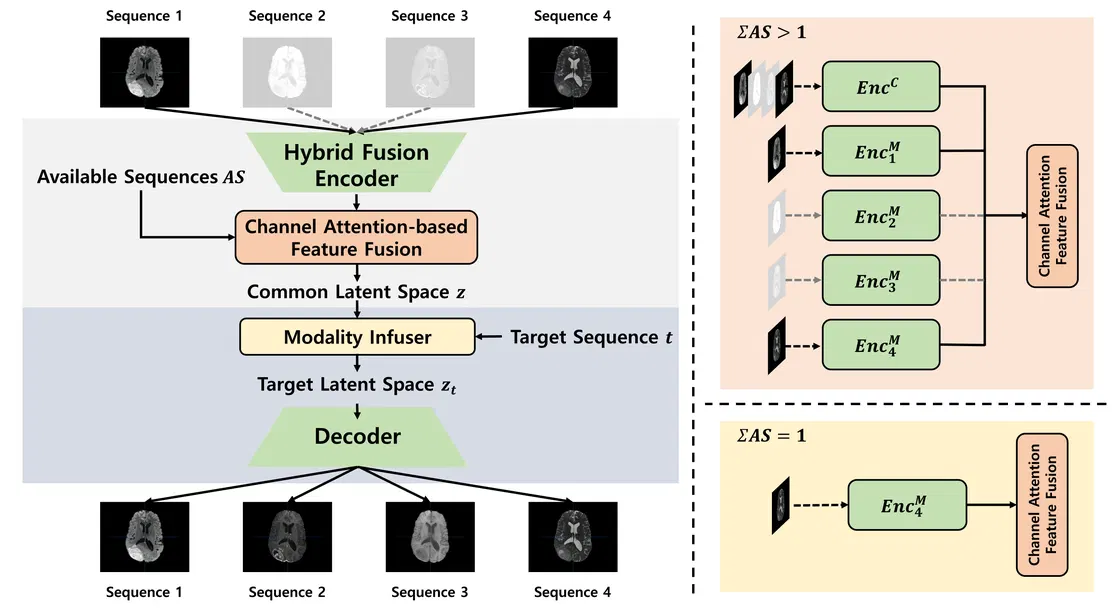 Sequence 1
Sequence 2
Sequence 3
Sequence 4
Hybrid Fusion
Encoder
Available Sequences AS
Channel Attention-based
Feature Fusion
Common Latent Space z
Modality Infuser
Target Sequence t
Target Latent Space z_t
Decoder
Sequence 1
Sequence 2
Sequence 3
Sequence 4
ΣAS > 1
Enc^C
Enc_1^M
Enc_2^M
Enc_3^M
Enc_4^M
Channel Attention
Feature Fusion
ΣAS = 1
Enc_4^M
Channel Attention
Feature Fusion